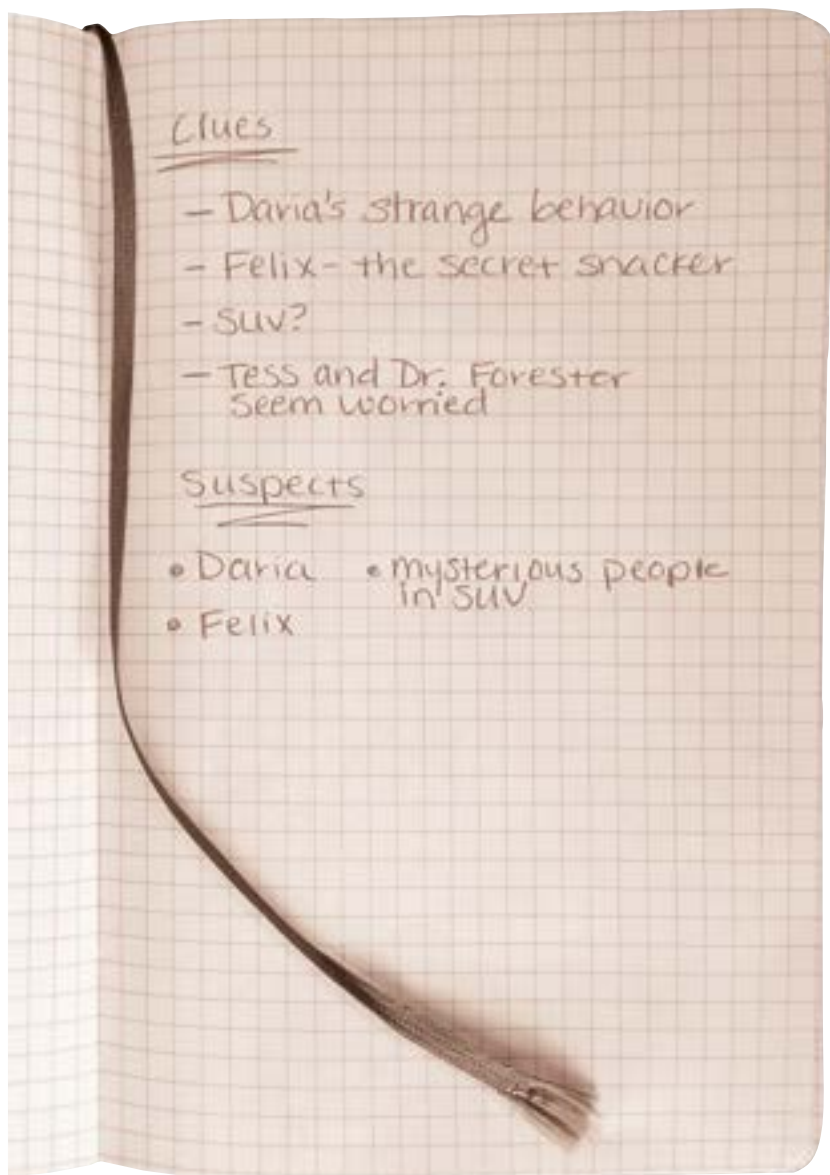 Clues
– Daria's strange behavior
– Felix – the secret snacker
– SUV?
– Tess and Dr. Forester
seem worried
Suspects
• Daria • mysterious people
in SUV
• Felix